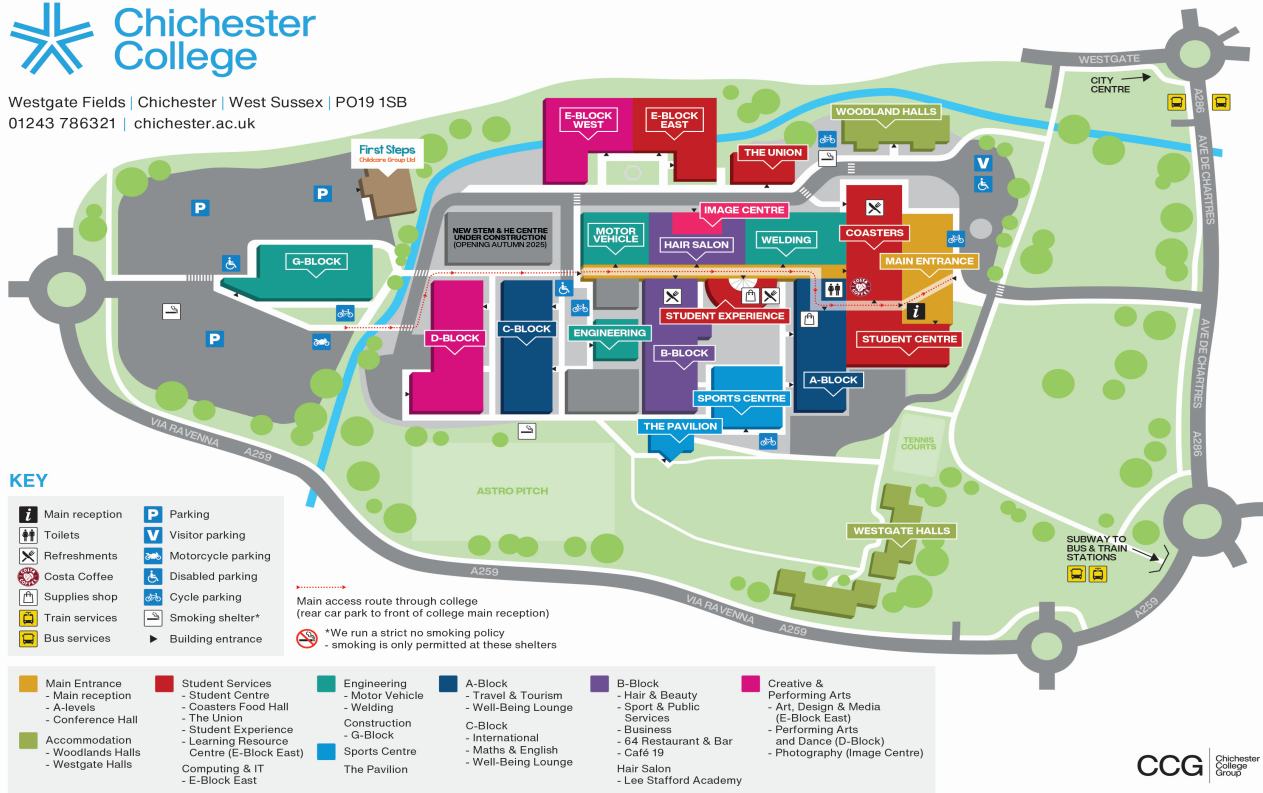 Chichester
College
Westgate Fields | Chichester | West Sussex | PO19 1SB
01243 786321 | chichester.ac.uk
First Steps
Childcare Group Ltd
E-BLOCK
WEST
E-BLOCK
EAST
THE UNION
WOODLAND HALLS
WESTGATE
CITY
CENTRE
A286
AVE DE CHARTRES
P
P
V
NEW STEM & HE CENTRE
UNDER CONSTRUCTION
(OPENING AUTUMN 2025)
MOTOR
VEHICLE
IMAGE CENTRE
HAIR SALON
WELDING
COASTERS
MAIN ENTRANCE
G-BLOCK
COSTA COFFEE
i
STUDENT EXPERIENCE
D-BLOCK
C-BLOCK
ENGINEERING
B-BLOCK
STUDENT CENTRE
P
A-BLOCK
SPORTS CENTRE
THE PAVILION
AVE DE CHARTRES
A286
VIA RAVENNA
A259
TENNIS
COURTS
ASTRO PITCH
WESTGATE HALLS
SUBWAY TO
BUS & TRAIN
STATIONS
A259
VIA RAVENNA
A259
A259
KEY
i Main reception
Toilets
Refreshments
Costa Coffee
Supplies shop
Train services
Bus services
P Parking
V Visitor parking
Motorcycle parking
Disabled parking
Cycle parking
Smoking shelter*
Building entrance
Main access route through college
(rear car park to front of college main reception)
*We run a strict no smoking policy
- smoking is only permitted at these shelters
Main Entrance
- Main reception
- A-levels
- Conference Hall
Accommodation
- Woodlands Halls
- Westgate Halls
Student Services
- Student Centre
- Coasters Food Hall
- The Union
- Student Experience
- Learning Resource
Centre (E-Block East)
Computing & IT
- E-Block East
Engineering
- Motor Vehicle
- Welding
Construction
- G-Block
Sports Centre
The Pavilion
A-Block
- Travel & Tourism
- Well-Being Lounge
C-Block
- International
- Maths & English
- Well-Being Lounge
B-Block
- Hair & Beauty
- Sport & Public
Services
- Business
- 64 Restaurant & Bar
- Café 19
Hair Salon
- Lee Stafford Academy
Creative &
Performing Arts
- Art, Design & Media
(E-Block East)
- Performing Arts
and Dance (D-Block)
- Photography (Image Centre)
CCG
Chichester
College
Group